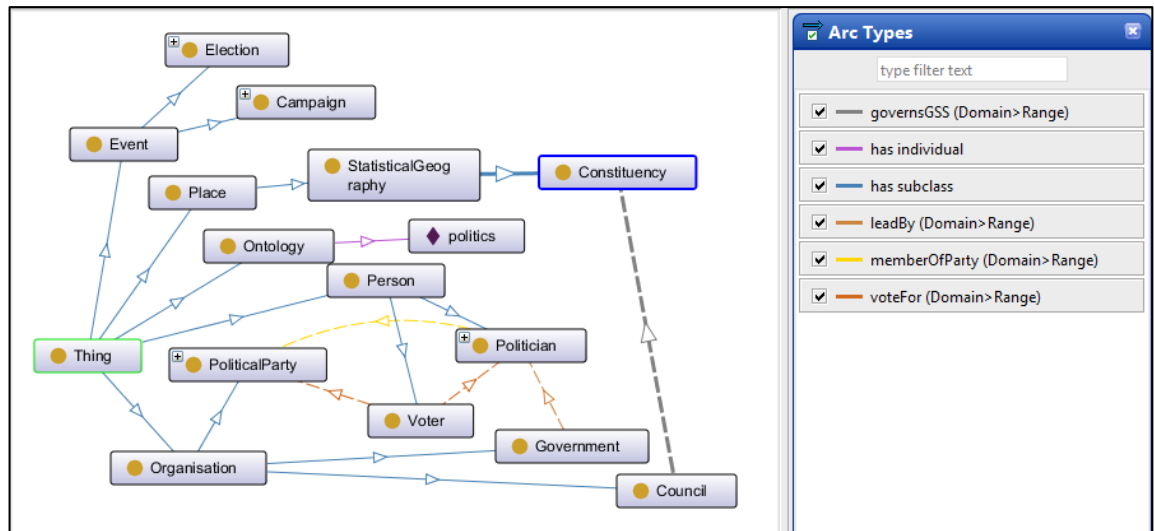 Election
Campaign
Event
StatisticalGeog
raphy
Constituency
Place
Ontology
politics
Person
Thing
PoliticalParty
Politician
Voter
Government
Organisation
Council
Arc Types
type filter text
governsGSS (Domain>Range)
has individual
has subclass
leadBy (Domain>Range)
memberOfParty (Domain>Range)
voteFor (Domain>Range)